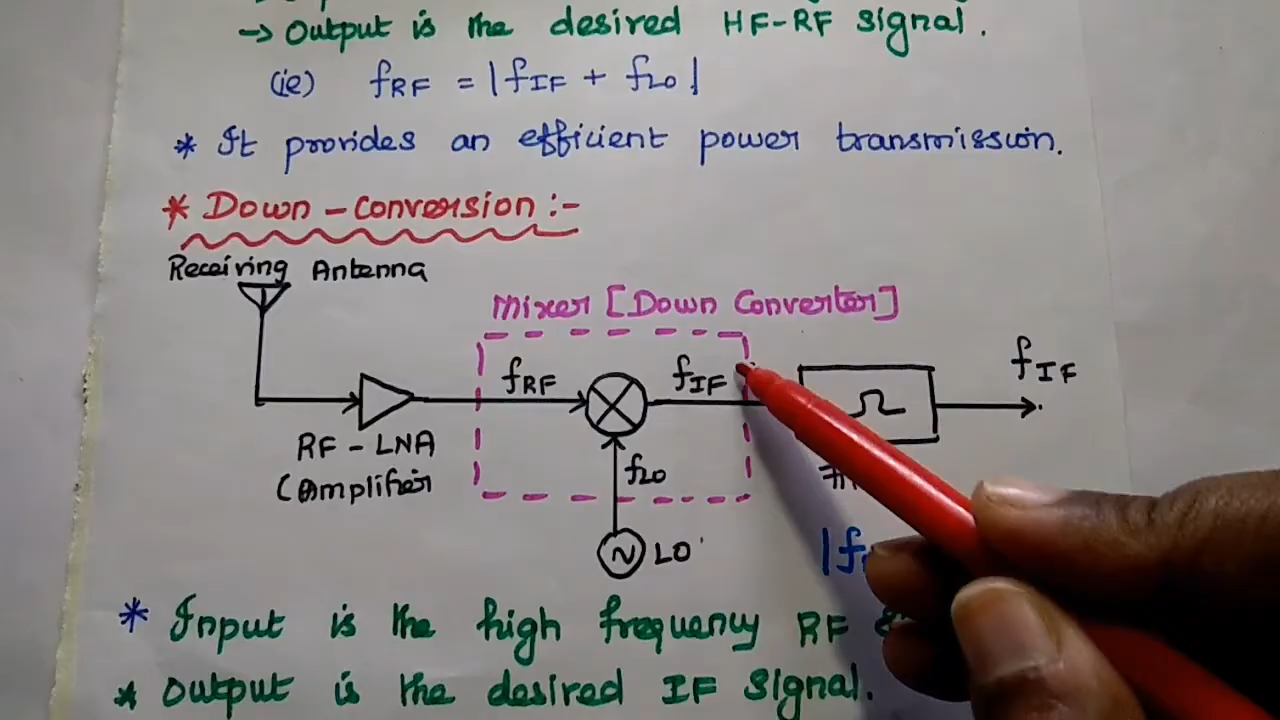 → Output is the desired HF-RF signal.
(ie) fRF = |fIF + fLO|
* It provides an efficient power transmission.
* Down-conversion:-
Receiving Antenna
Mixer [Down Converter]
fRF
fIF
fIF
RF-LNA
(Amplifier
fLO
LO
* Input is the high frequency RF
* Output is the desired IF signal.